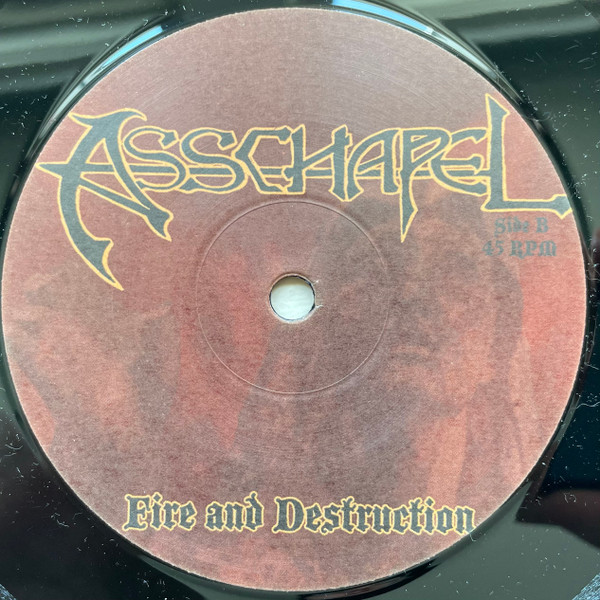 ASSCHAPEL
Side B
45 RPM
Fire and Destruction